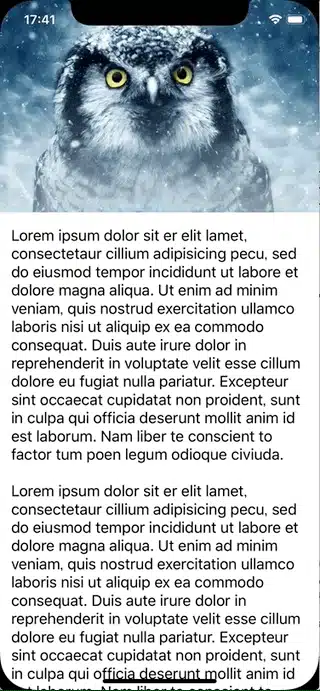 17:41
Lorem ipsum dolor sit er elit lamet,
consectetaur cillium adipisicing pecu, sed
do eiusmod tempor incididunt ut labore et
dolore magna aliqua. Ut enim ad minim
veniam, quis nostrud exercitation ullamco
laboris nisi ut aliquip ex ea commodo
consequat. Duis aute irure dolor in
reprehenderit in voluptate velit esse cillum
dolore eu fugiat nulla pariatur. Excepteur
sint occaecat cupidatat non proident, sunt
in culpa qui officia deserunt mollit anim id
est laborum. Nam liber te conscient to
factor tum poen legum odioque civiuda.
Lorem ipsum dolor sit er elit lamet,
consectetaur cillium adipisicing pecu, sed
do eiusmod tempor incididunt ut labore et
dolore magna aliqua. Ut enim ad minim
veniam, quis nostrud exercitation ullamco
laboris nisi ut aliquip ex ea commodo
consequat. Duis aute irure dolor in
reprehenderit in voluptate velit esse cillum
dolore eu fugiat nulla pariatur. Excepteur
sint occaecat cupidatat non proident, sunt
in culpa qui officia deserunt mollit anim id